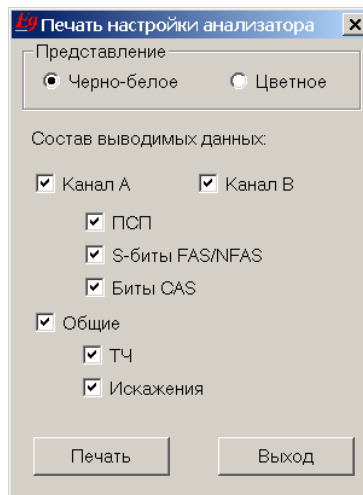 Eg Печать настройки анализатора
Представление
Черно-белое Цветное
Состав выводимых данных:
Канал А Канал В
ПСП
S-биты FAS/NFAS
Биты CAS
Общие
ТЧ
Искажения
Печать Выход